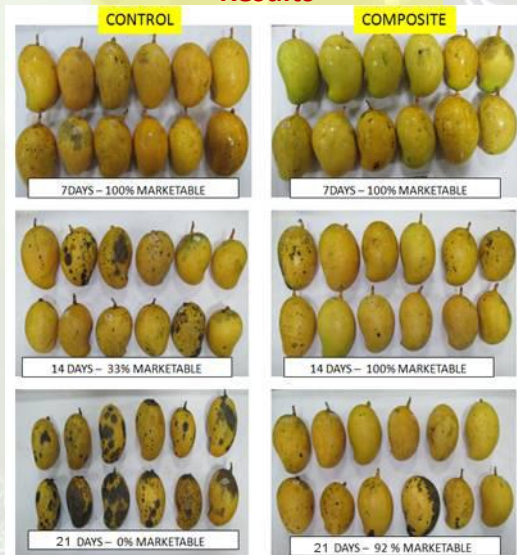 Results
CONTROL
COMPOSITE
7DAYS – 100% MARKETABLE
7DAYS – 100% MARKETABLE
14 DAYS – 33% MARKETABLE
14 DAYS – 100% MARKETABLE
21 DAYS – 0% MARKETABLE
21 DAYS – 92 % MARKETABLE